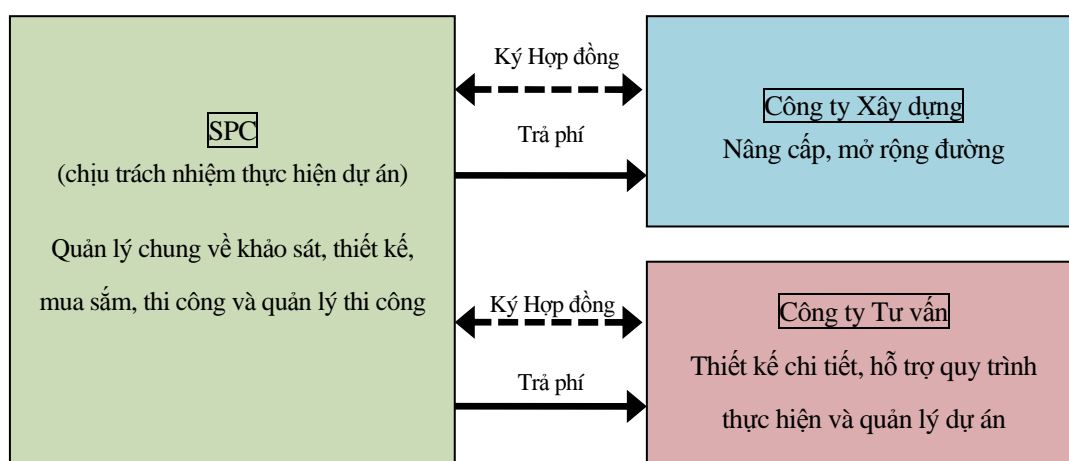 SPC
(chịu trách nhiệm thực hiện dự án)
Quản lý chung về khảo sát, thiết kế,
mua sắm, thi công và quản lý thi công
Ký Hợp đồng
Trả phí
Công ty Xây dựng
Nâng cấp, mở rộng đường
Ký Hợp đồng
Trả phí
Công ty Tư vấn
Thiết kế chi tiết, hỗ trợ quy trình
thực hiện và quản lý dự án